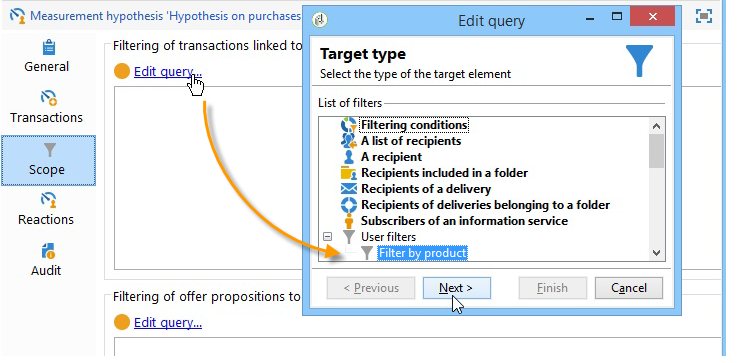 Measurement hypothesis 'Hypothesis on purchases
General
Transactions
Scope
Reactions
Audit
Filtering of transactions linked to
Edit query...
Filtering of offer propositions to
Edit query...
Edit query
Target type
Select the type of the target element
List of filters
Filtering conditions
A list of recipients
A recipient
Recipients included in a folder
Recipients of a delivery
Recipients of deliveries belonging to a folder
Subscribers of an information service
User filters
Filter by product
< Previous
Next >
Finish
Cancel